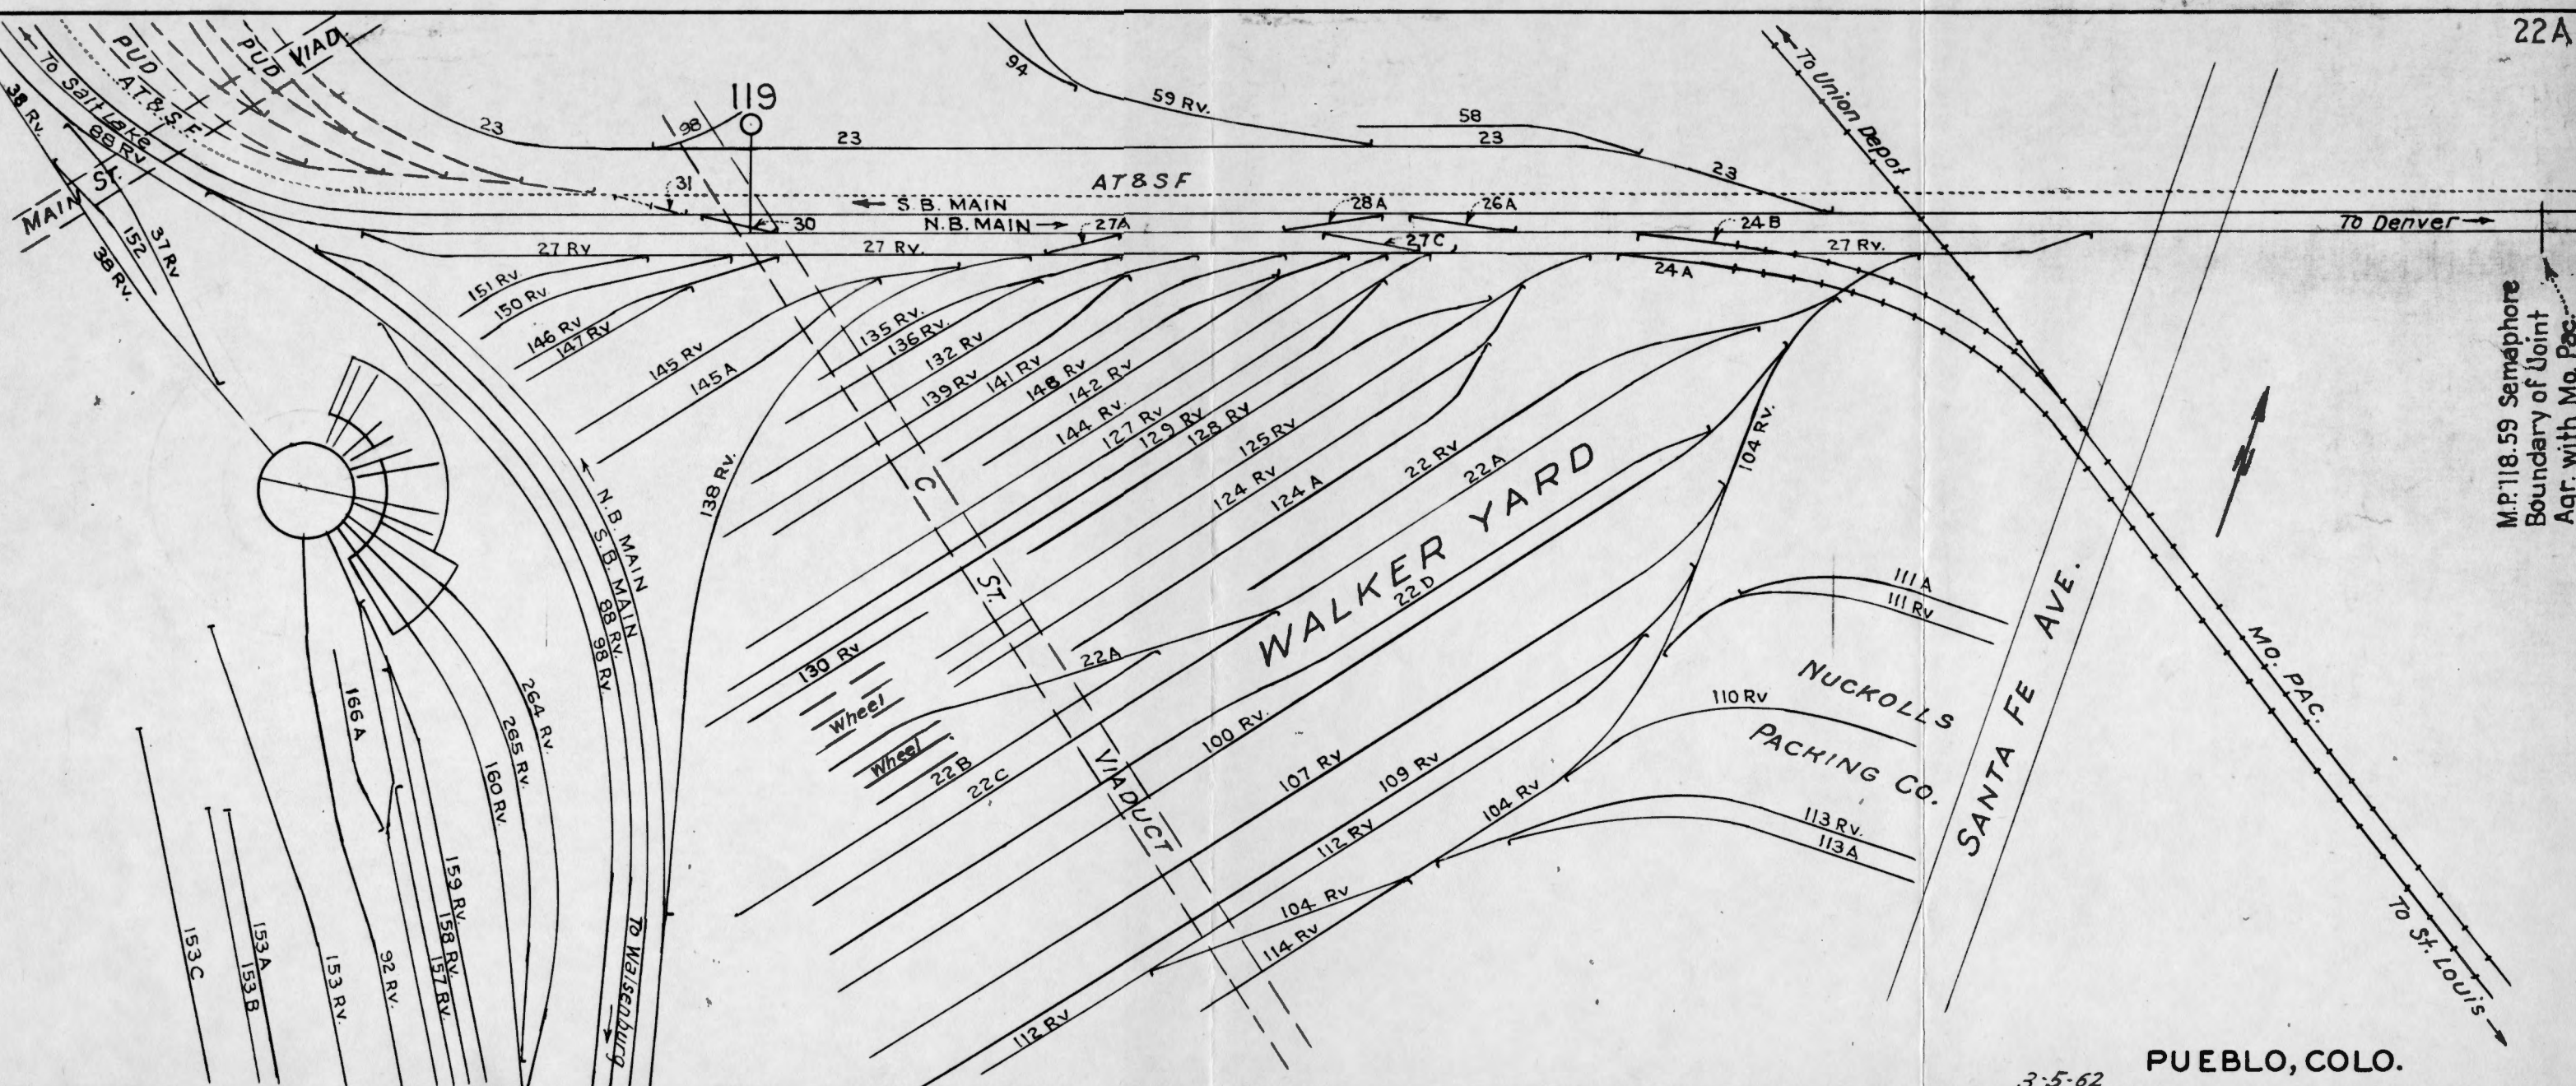 22A
PUD
PUD
VIAD.
A.T.&S.F.
To Salt Lake
38 Rv.
88 Rv
MAIN ST.
37 Rv
152
38 Rv.
23
98
119
23
94
59 Rv.
58
23
23
To Union Depot
31
AT&SF
S.B. MAIN
N.B. MAIN
30
27A
28A
26A
27C
24B
27 Rv
27 Rv.
27 Rv.
24A
To Denver
M.P. 118.59 Semaphore
Boundary of Joint
Agr. with Mo. Pac.
151 Rv.
150 Rv
146 Rv
147 Rv
145 Rv
145A
135 Rv.
136 Rv.
132 Rv
139 Rv
141 Rv
148 Rv
142 Rv
144 Rv.
127 Rv
129 Rv
128 Rv
125 Rv
124 Rv
124 A
22 Rv
22A
138 Rv.
104 Rv.
C ST. VIADUCT
WALKER YARD
22D
N.B. MAIN
S.B. MAIN
88 Rv.
98 Rv.
130 Rv
Wheel
Wheel
22A
22B
22C
100 Rv.
107 Rv
109 Rv
112 Rv
104 Rv
104 Rv
114 Rv
112 Rv
111A
111 Rv
NUCKOLLS
PACKING CO.
110 Rv
113 Rv.
113A
SANTA FE AVE.
MO. PAC.
To St. Louis
166 A
264 Rv.
265 Rv.
160 Rv.
159 Rv.
158 Rv.
157 Rv.
92 Rv.
153 Rv.
153A
153B
153C
To Walsenburg
PUEBLO, COLO.
3-5-62